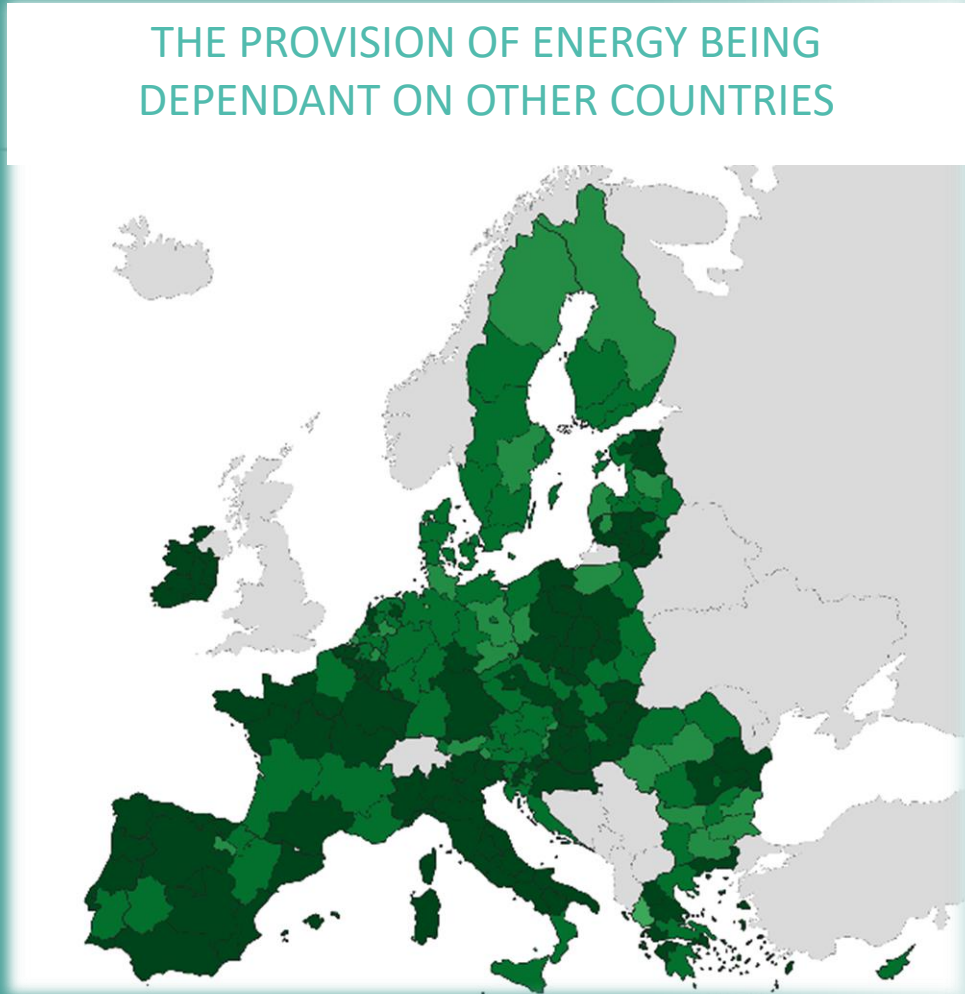 THE PROVISION OF ENERGY BEING
DEPENDANT ON OTHER COUNTRIES